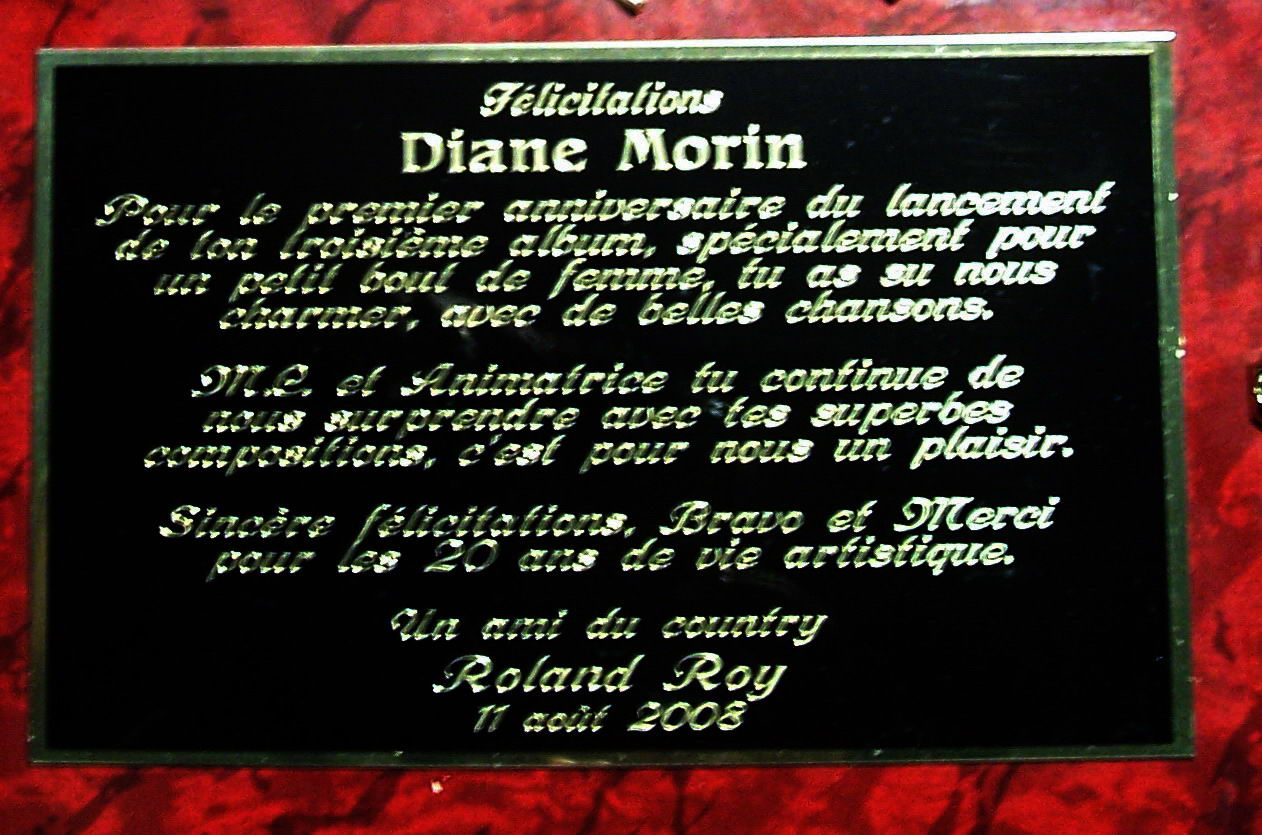 Félicitations
Diane Morin
Pour le premier anniversaire du lancement
de ton troisième album, spécialement pour
un petit bout de femme, tu as su nous
charmer, avec de belles chansons.
M.C. et Animatrice tu continue de
nous surprendre avec tes superbes
compositions, c'est pour nous un plaisir.
Sincère félicitations, Bravo et Merci
pour les 20 ans de vie artistique.
Un ami du country
Roland Roy
11 août 2008